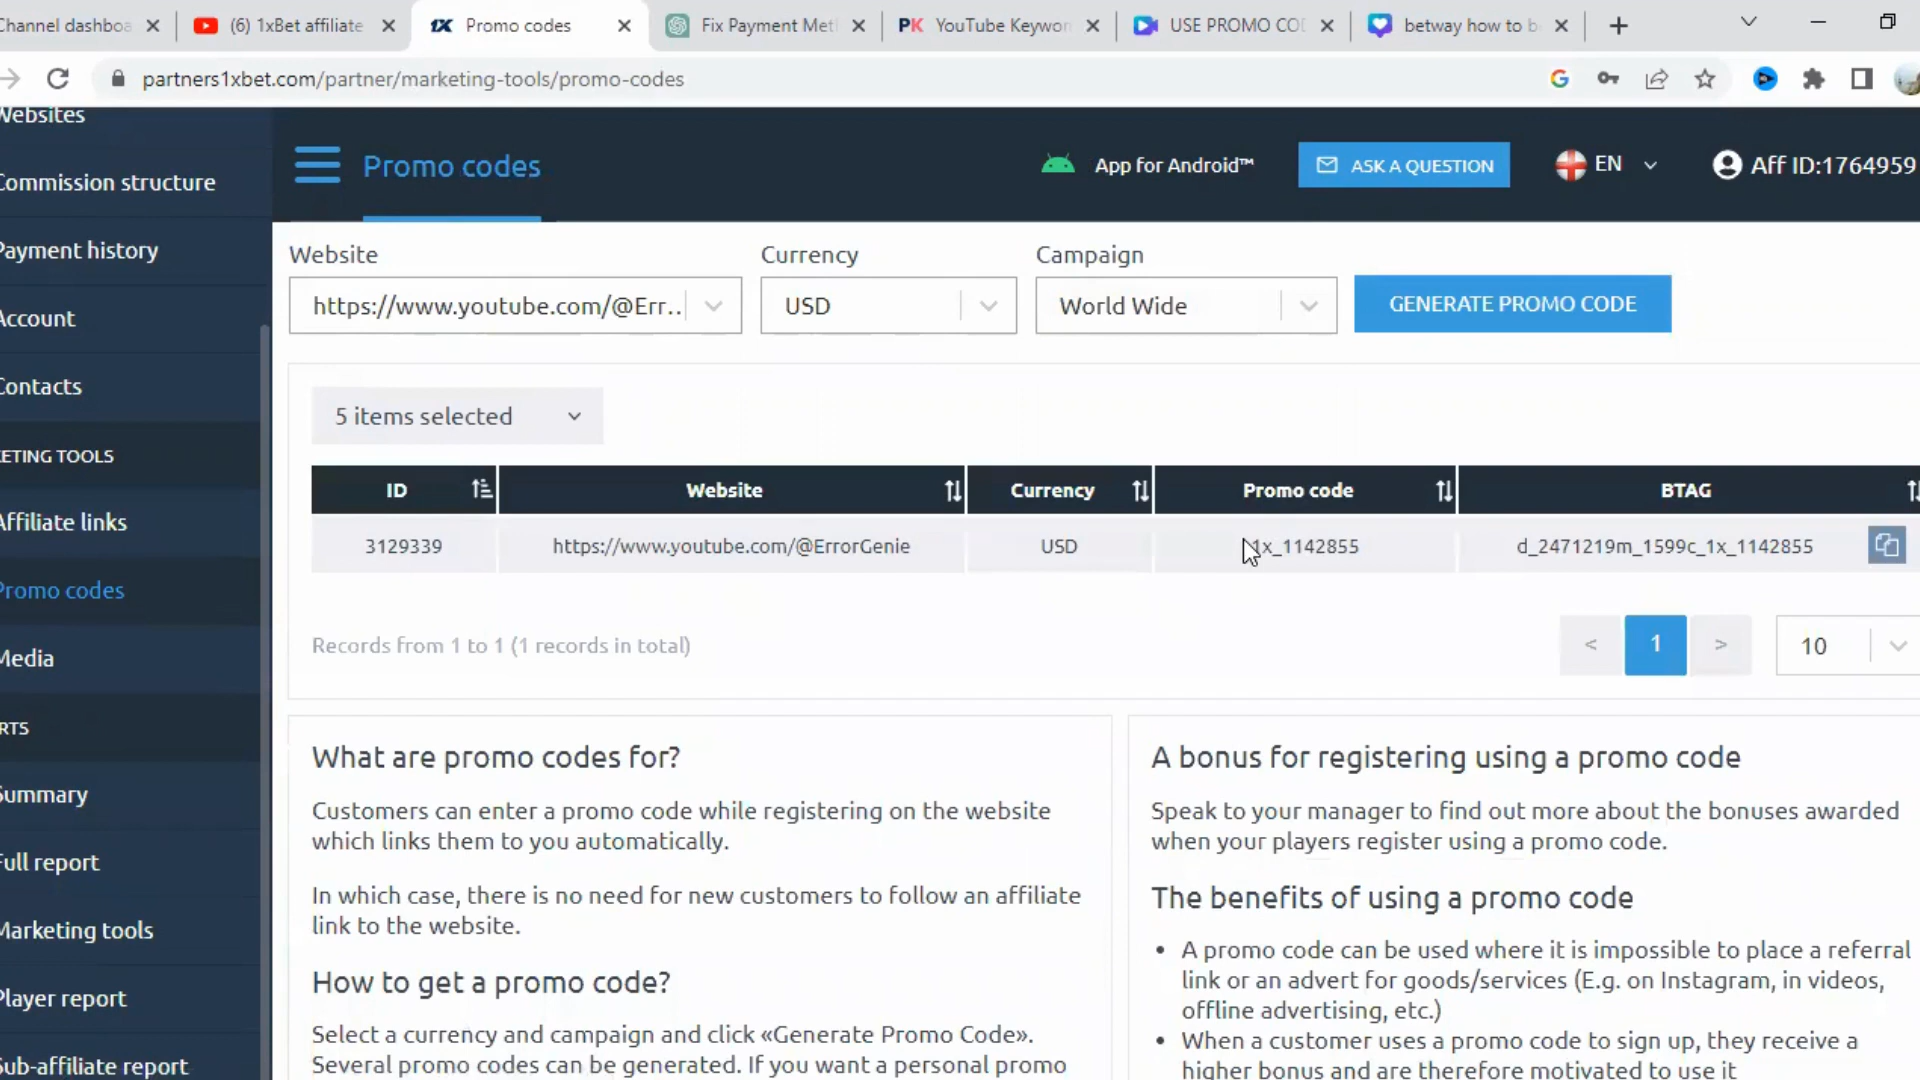 Channel dashboa
(6) 1xBet affiliate
1X Promo codes
Fix Payment Met
PK YouTube Keywor
USE PROMO CO
betway how to b
partners1xbet.com/partner/marketing-tools/promo-codes
Websites
Commission structure
Payment history
Account
Contacts
ETING TOOLS
Affiliate links
Promo codes
Media
RTS
Summary
Full report
Marketing tools
Player report
Sub-affiliate report
Promo codes
App for Android™
ASK A QUESTION
EN
Aff ID:1764959
Website
Currency
Campaign
https://www.youtube.com/@Err..
USD
World Wide
GENERATE PROMO CODE
5 items selected
ID Website Currency Promo code BTAG
3129339 https://www.youtube.com/@ErrorGenie USD 1x_1142855 d_2471219m_1599c_1x_1142855
Records from 1 to 1 (1 records in total)
< 1 > 10
What are promo codes for?
Customers can enter a promo code while registering on the website
which links them to you automatically.
In which case, there is no need for new customers to follow an affiliate
link to the website.
How to get a promo code?
Select a currency and campaign and click «Generate Promo Code».
Several promo codes can be generated. If you want a personal promo
A bonus for registering using a promo code
Speak to your manager to find out more about the bonuses awarded
when your players register using a promo code.
The benefits of using a promo code
• A promo code can be used where it is impossible to place a referral
link or an advert for goods/services (E.g. on Instagram, in videos,
offline advertising, etc.)
• When a customer uses a promo code to sign up, they receive a
higher bonus and are therefore motivated to use it